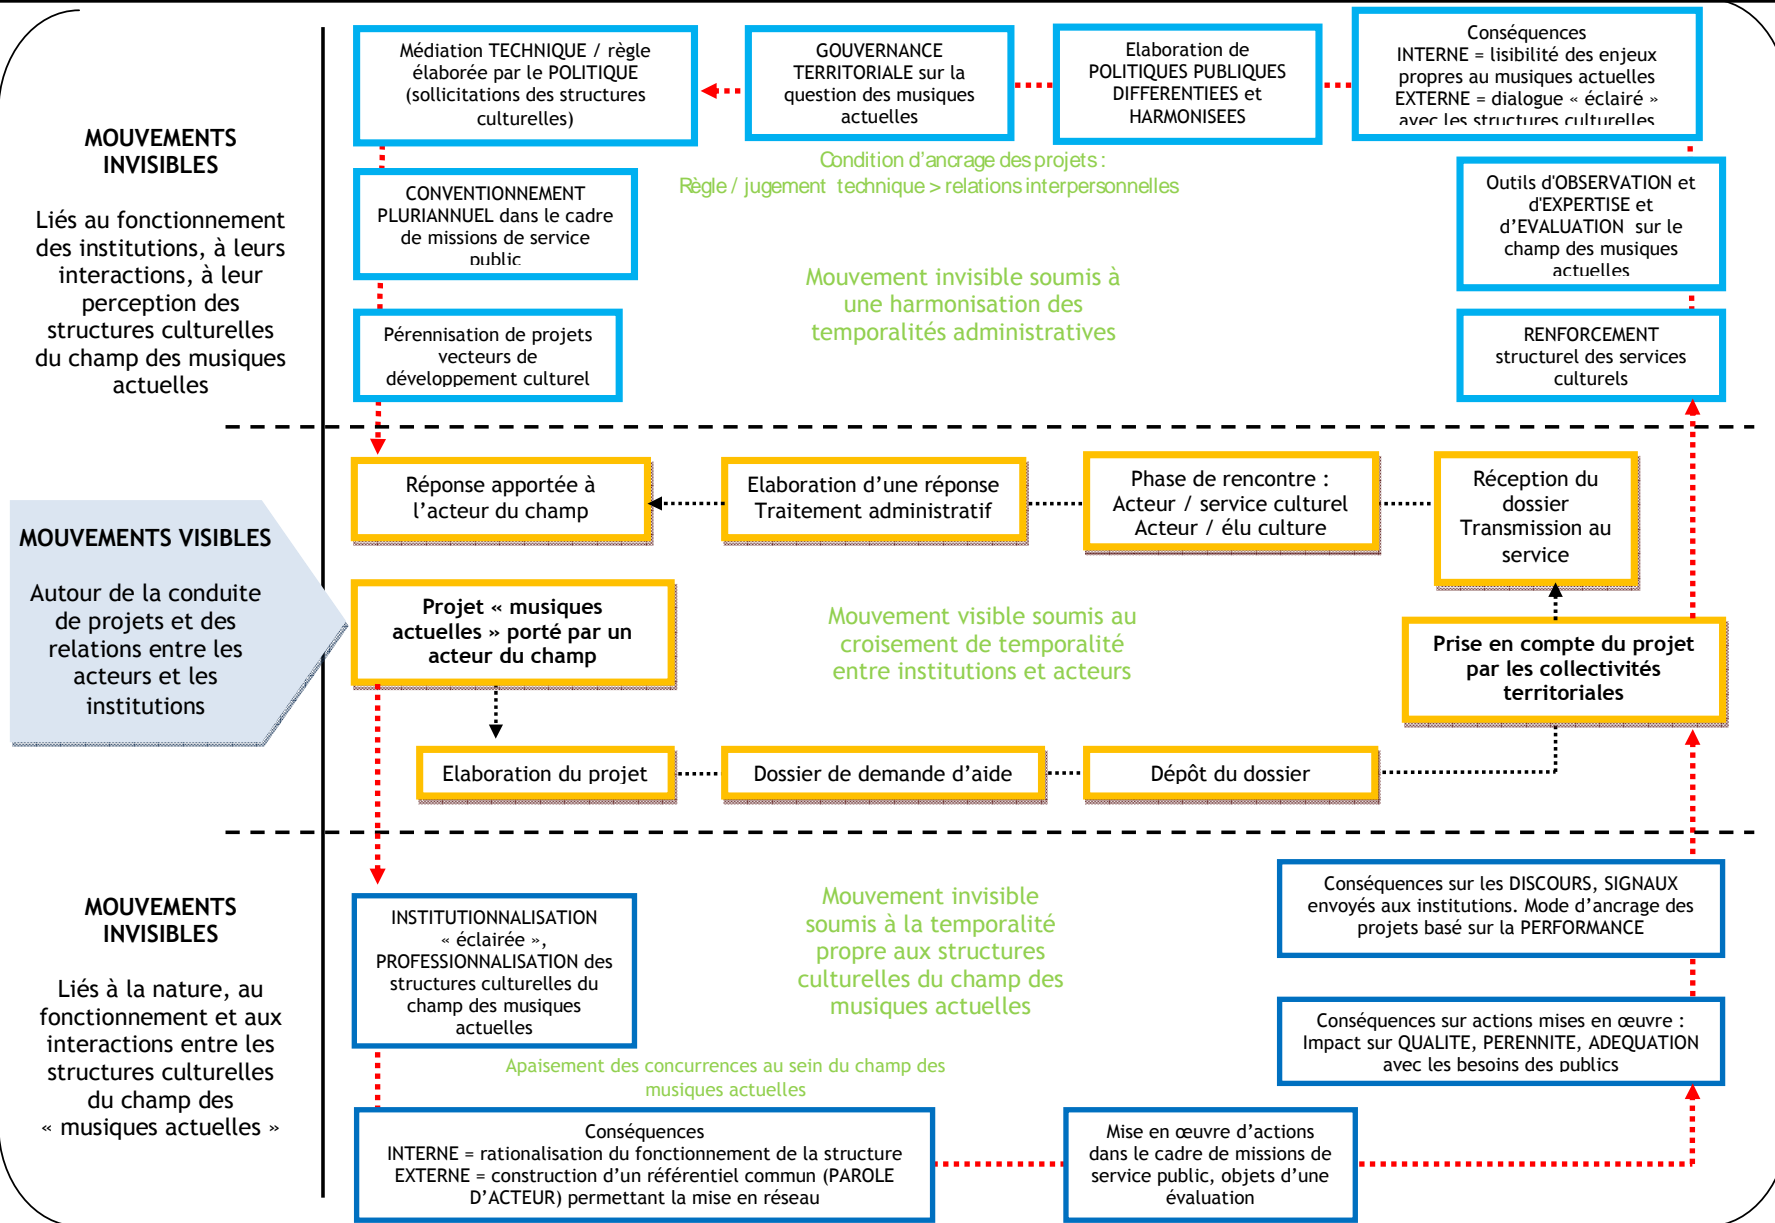 MOUVEMENTS
INVISIBLES
Liés au fonctionnement
des institutions, à leurs
interactions, à leur
perception des
structures culturelles
du champ des musiques
actuelles
Médiation TECHNIQUE / règle
élaborée par le POLITIQUE
(sollicitations des structures
culturelles)
GOUVERNANCE
TERRITORIALE sur la
question des musiques
actuelles
Elaboration de
POLITIQUES PUBLIQUES
DIFFERENTIEES et
HARMONISEES
Conséquences
INTERNE = lisibilité des enjeux
propres au musiques actuelles
EXTERNE = dialogue « éclairé »
avec les structures culturelles
Condition d'ancrage des projets :
Règle / jugement technique > relations interpersonnelles
CONVENTIONNEMENT
PLURIANNUEL dans le cadre
de missions de service
public
Outils d'OBSERVATION et
d'EXPERTISE et
d'EVALUATION sur le
champ des musiques
actuelles
Mouvement invisible soumis à
une harmonisation des
temporalités administratives
Pérennisation de projets
vecteurs de
développement culturel
RENFORCEMENT
structurel des services
culturels
MOUVEMENTS VISIBLES
Autour de la conduite
de projets et des
relations entre les
acteurs et les
institutions
Réponse apportée à
l'acteur du champ
Elaboration d'une réponse
Traitement administratif
Phase de rencontre :
Acteur / service culturel
Acteur / élu culture
Réception du
dossier
Transmission au
service
Projet « musiques
actuelles » porté par un
acteur du champ
Mouvement visible soumis au
croisement de temporalité
entre institutions et acteurs
Prise en compte du projet
par les collectivités
territoriales
Elaboration du projet
Dossier de demande d'aide
Dépôt du dossier
MOUVEMENTS
INVISIBLES
Liés à la nature, au
fonctionnement et aux
interactions entre les
structures culturelles
du champ des
« musiques actuelles »
INSTITUTIONNALISATION
« éclairée »,
PROFESSIONNALISATION des
structures culturelles du
champ des musiques
actuelles
Mouvement invisible
soumis à la temporalité
propre aux structures
culturelles du champ des
musiques actuelles
Conséquences sur les DISCOURS, SIGNAUX
envoyés aux institutions. Mode d'ancrage des
projets basé sur la PERFORMANCE
Conséquences sur actions mises en œuvre :
Impact sur QUALITE, PERENNITE, ADEQUATION
avec les besoins des publics
Apaisement des concurrences au sein du champ des
musiques actuelles
Conséquences
INTERNE = rationalisation du fonctionnement de la structure
EXTERNE = construction d'un référentiel commun (PAROLE
D'ACTEUR) permettant la mise en réseau
Mise en œuvre d'actions
dans le cadre de missions de
service public, objets d'une
évaluation